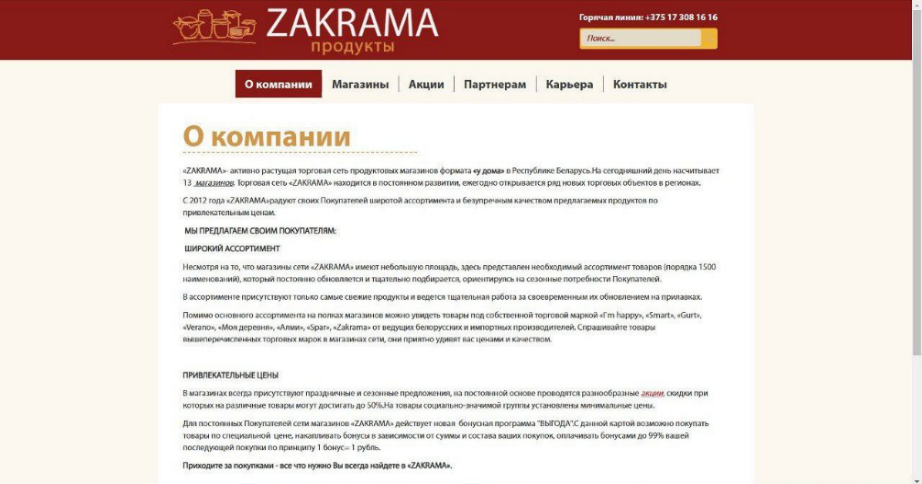 ZAKRAMA
продукты
Горячая линия: +375 17 308 16 16
Поиск...
О компании
Магазины
Акции
Партнерам
Карьера
Контакты
О компании
«ZAKRAMA»- активно растущая торговая сеть продуктовых магазинов формата «у дома» в Республике Беларусь.На сегодняшний день насчитывает
13 магазинов. Торговая сеть «ZAKRAMA» находится в постоянном развитии, ежегодно открывается ряд новых торговых объектов в регионах.
С 2012 года «ZAKRAMA»радуют своих Покупателей широтой ассортимента и безупречным качеством предлагаемых продуктов по
привлекательным ценам.
МЫ ПРЕДЛАГАЕМ СВОИМ ПОКУПАТЕЛЯМ:
ШИРОКИЙ АССОРТИМЕНТ
Несмотря на то, что магазины сети «ZAKRAMA» имеют небольшую площадь, здесь представлен необходимый ассортимент товаров (порядка 1500
наименований), который постоянно обновляется и тщательно подбирается, ориентируясь на сезонные потребности Покупателей.
В ассортименте присутствуют только самые свежие продукты и ведется тщательная работа за своевременным их обновлением на прилавках.
Помимо основного ассортимента на полках магазинов можно увидеть товары под собственной торговой маркой «I'm happy», «Smart», «Gurt»,
«Verano», «Моя деревня», «Алми», «Spar», «Zakrama» от ведущих белорусских и импортных производителей. Спрашивайте товары
вышеперечисленных торговых марок в магазинах сети, они приятно удивят вас ценами и качеством.
ПРИВЛЕКАТЕЛЬНЫЕ ЦЕНЫ
В магазинах всегда присутствуют праздничные и сезонные предложения, на постоянной основе проводятся разнообразные акции, скидки при
которых на различные товары могут достигать до 50%.На товары социально-значимой группы установлены минимальные цены.
Для постоянных Покупателей сети магазинов «ZAKRAMA» действует новая бонусная программа "ВЫГОДА".С данной картой возможно покупать
товары по специальной цене, накапливать бонусы в зависимости от суммы и состава ваших покупок, оплачивать бонусами до 99% вашей
последующей покупки по принципу 1 бонус= 1 рубль.
Приходите за покупками - все что нужно Вы всегда найдете в «ZAKRAMA».